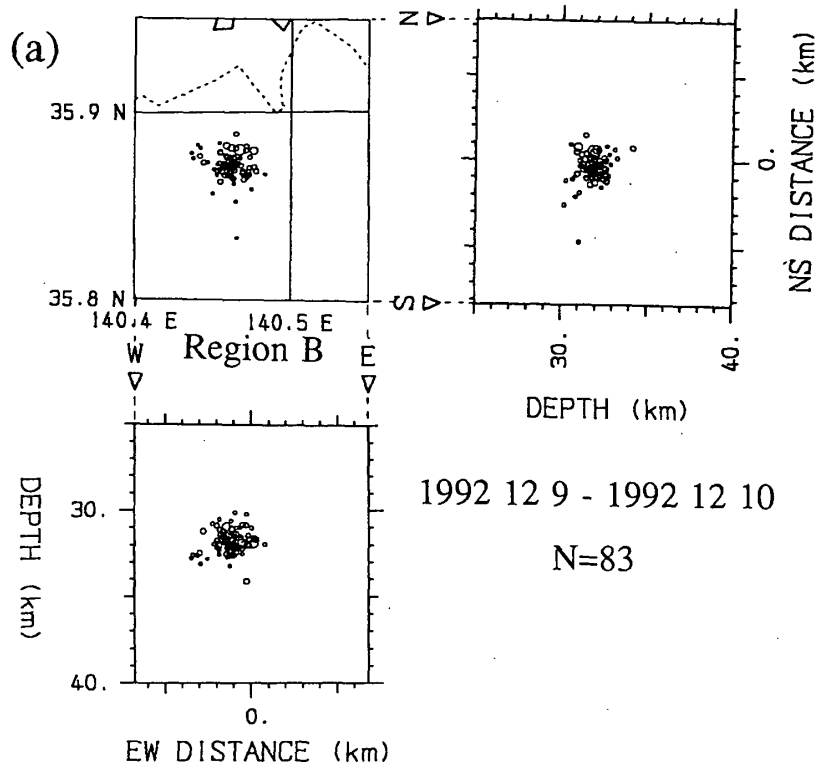 (a)
N
35.9 N
35.8 N
S
140.4 E 140.5 E
W Region B E
NS DISTANCE (km)
0.
30. 40.
DEPTH (km)
DEPTH (km)
30.
40.
0.
EW DISTANCE (km)
1992 12 9 - 1992 12 10
N=83